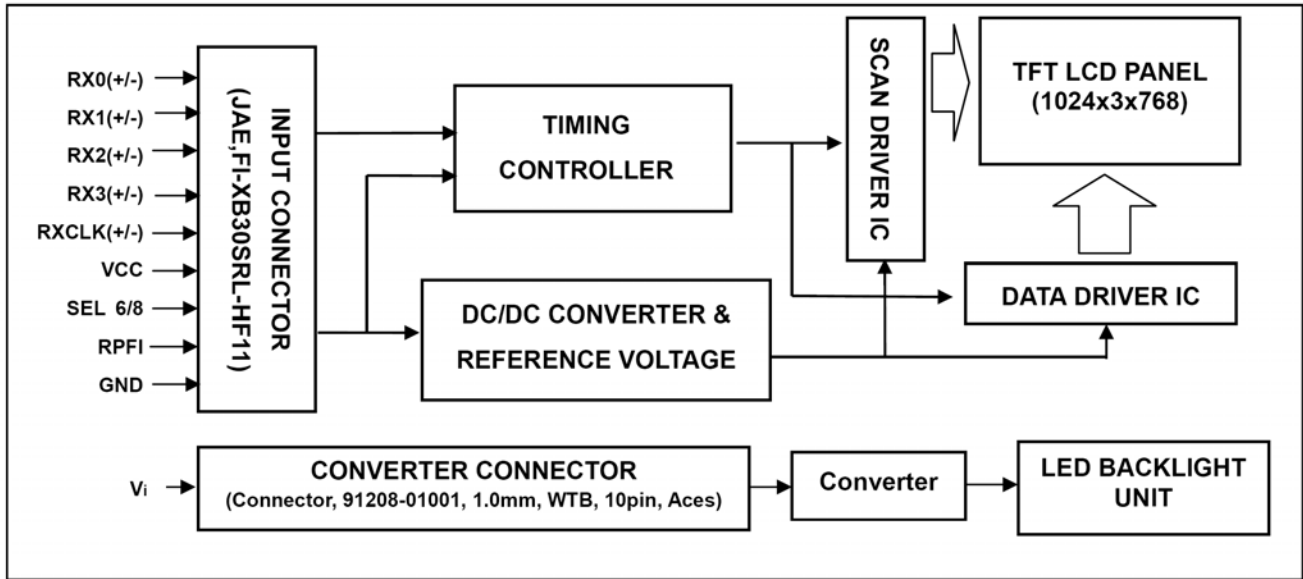 RX0(+/-)
RX1(+/-)
RX2(+/-)
RX3(+/-)
RXCLK(+/-)
VCC
SEL 6/8
RPFI
GND
INPUT CONNECTOR
(JAE,FI-XB30SRL-HF11)
TIMING
CONTROLLER
DC/DC CONVERTER &
REFERENCE VOLTAGE
SCAN DRIVER IC
TFT LCD PANEL
(1024x3x768)
DATA DRIVER IC
Vi
CONVERTER CONNECTOR
(Connector, 91208-01001, 1.0mm, WTB, 10pin, Aces)
Converter
LED BACKLIGHT
UNIT